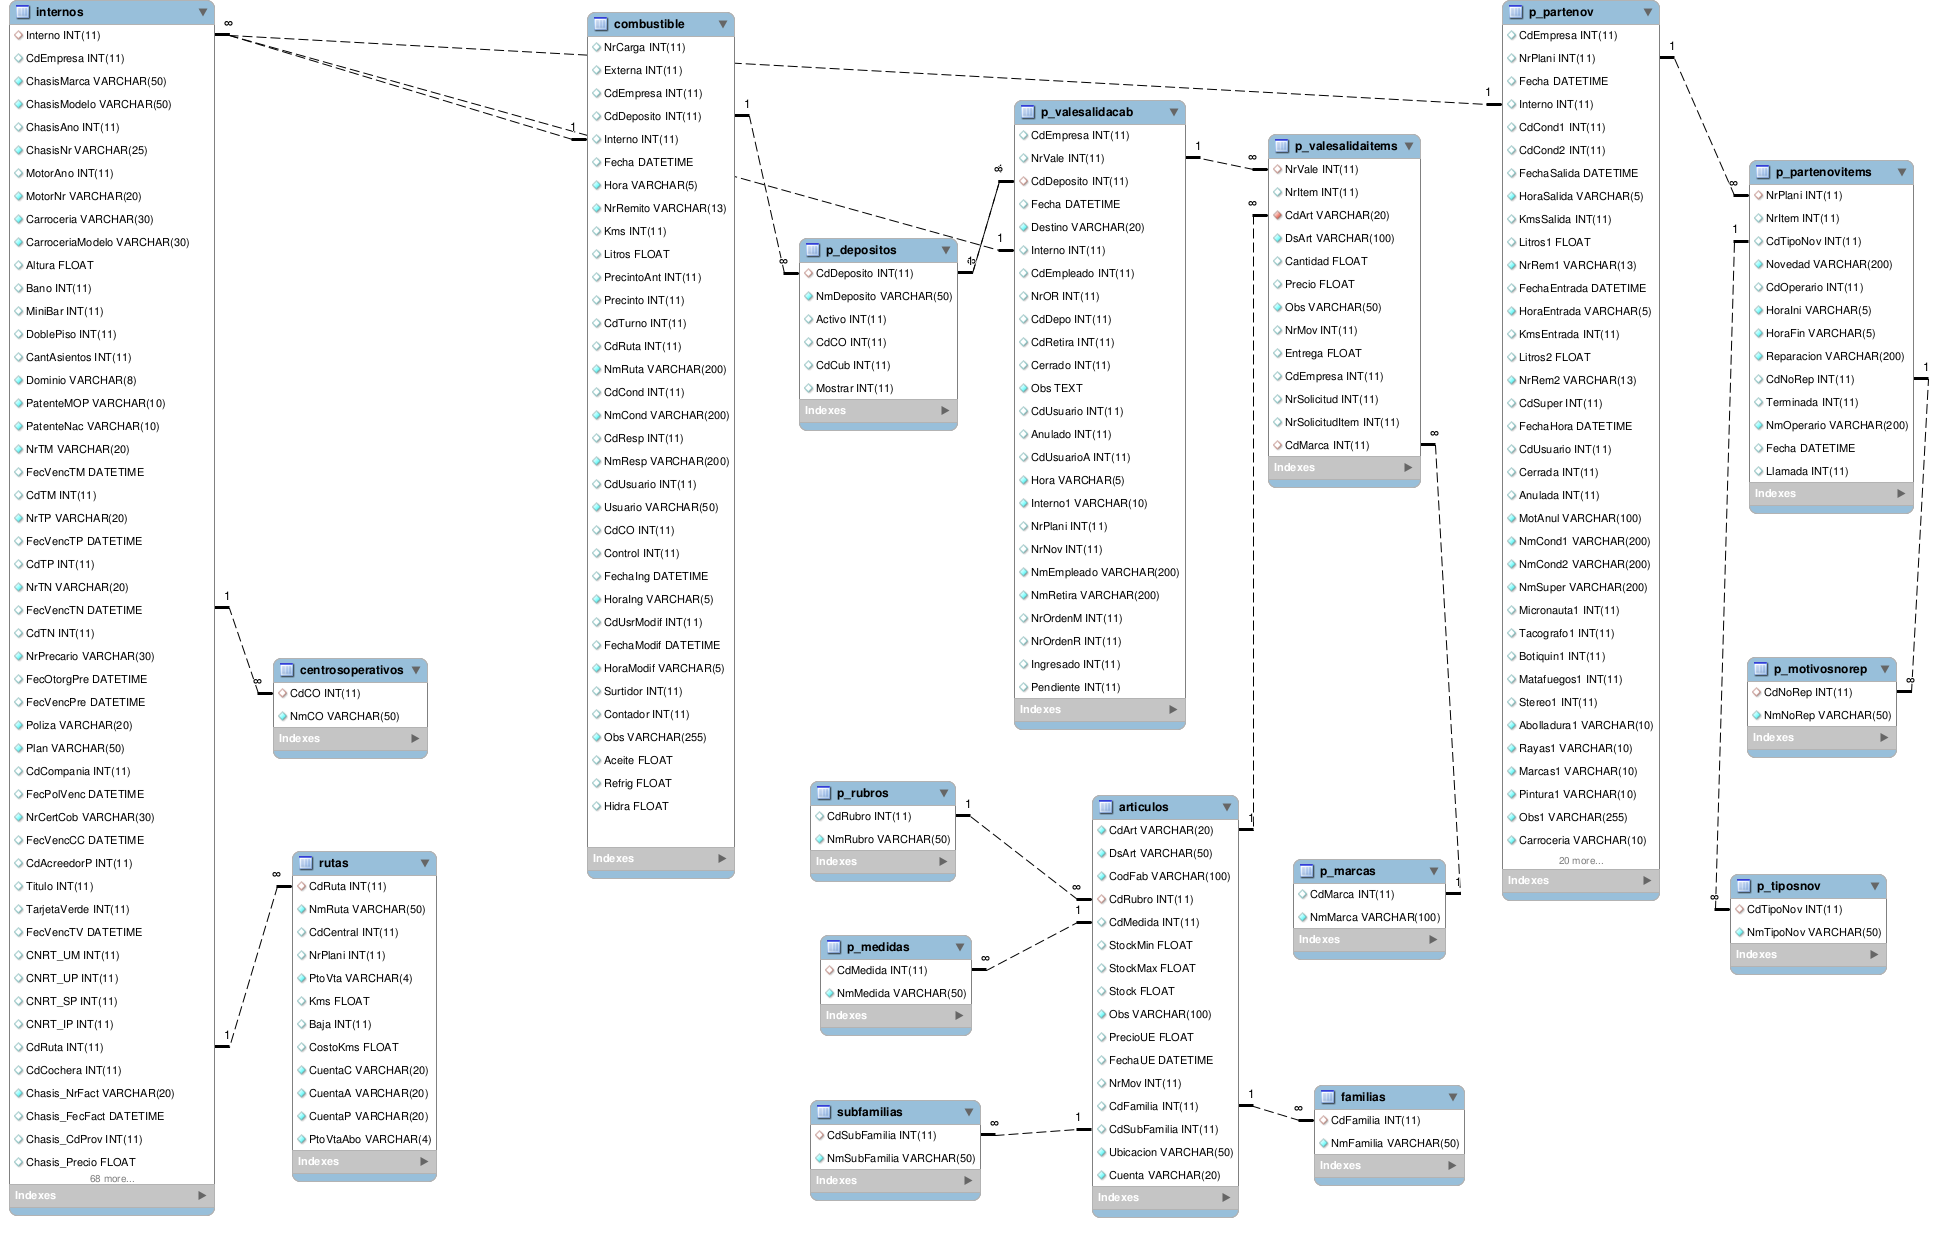 internos
Interno INT(11)
CdEmpresa INT(11)
ChasisMarca VARCHAR(50)
ChasisModelo VARCHAR(50)
ChasisAno INT(11)
ChasisNr VARCHAR(25)
MotorAno INT(11)
MotorNr VARCHAR(20)
Carroceria VARCHAR(30)
CarroceriaModelo VARCHAR(30)
Altura FLOAT
Bano INT(11)
MiniBar INT(11)
DoblePiso INT(11)
CantAsientos INT(11)
Dominio VARCHAR(8)
PatenteMOP VARCHAR(10)
PatenteNac VARCHAR(10)
NrTM VARCHAR(20)
FecVencTM DATETIME
CdTM INT(11)
NrTP VARCHAR(20)
FecVencTP DATETIME
CdTP INT(11)
NrTN VARCHAR(20)
FecVencTN DATETIME
CdTN INT(11)
NrPrecario VARCHAR(30)
FecOtorgPre DATETIME
FecVencPre DATETIME
Poliza VARCHAR(20)
Plan VARCHAR(50)
CdCompania INT(11)
FecPolVenc DATETIME
NrCertCob VARCHAR(30)
FecVencCC DATETIME
CdAcreedorP INT(11)
Titulo INT(11)
TarjetaVerde INT(11)
FecVencTV DATETIME
CNRT_UM INT(11)
CNRT_UP INT(11)
CNRT_SP INT(11)
CNRT_IP INT(11)
CdRuta INT(11)
CdCochera INT(11)
Chasis_NrFact VARCHAR(20)
Chasis_FecFact DATETIME
Chasis_CdProv INT(11)
Chasis_Precio FLOAT
68 more...
Indexes
∞
1
1
centrosoperativos
CdCO INT(11)
NmCO VARCHAR(50)
Indexes
∞
rutas
CdRuta INT(11)
NmRuta VARCHAR(50)
CdCentral INT(11)
NrPlani INT(11)
PtoVta VARCHAR(4)
Kms FLOAT
Baja INT(11)
CostoKms FLOAT
CuentaC VARCHAR(20)
CuentaA VARCHAR(20)
CuentaP VARCHAR(20)
PtoVtaAbo VARCHAR(4)
Indexes
∞
combustible
NrCarga INT(11)
Externa INT(11)
CdEmpresa INT(11)
CdDeposito INT(11)
Interno INT(11)
Fecha DATETIME
Hora VARCHAR(5)
NrRemito VARCHAR(13)
Kms INT(11)
Litros FLOAT
PrecintoAnt INT(11)
Precinto INT(11)
CdTurno INT(11)
CdRuta INT(11)
NmRuta VARCHAR(200)
CdCond INT(11)
NmCond VARCHAR(200)
CdResp INT(11)
NmResp VARCHAR(200)
CdUsuario INT(11)
Usuario VARCHAR(50)
CdCO INT(11)
Control INT(11)
FechaIng DATETIME
HoraIng VARCHAR(5)
CdUsrModif INT(11)
FechaModif DATETIME
HoraModif VARCHAR(5)
Surtidor INT(11)
Contador INT(11)
Obs VARCHAR(255)
Aceite FLOAT
Refrig FLOAT
Hidra FLOAT
Indexes
1
1
p_depositos
CdDeposito INT(11)
NmDeposito VARCHAR(50)
Activo INT(11)
CdCO INT(11)
CdCub INT(11)
Mostrar INT(11)
Indexes
∞
p_valesalidacab
CdEmpresa INT(11)
NrVale INT(11)
CdDeposito INT(11)
Fecha DATETIME
Destino VARCHAR(20)
Interno INT(11)
CdEmpleado INT(11)
NrOR INT(11)
CdDepo INT(11)
CdRetira INT(11)
Cerrado INT(11)
Obs TEXT
CdUsuario INT(11)
Anulado INT(11)
CdUsuarioA INT(11)
Hora VARCHAR(5)
Interno1 VARCHAR(10)
NrPlani INT(11)
NrNov INT(11)
NmEmpleado VARCHAR(200)
NmRetira VARCHAR(200)
NrOrdenM INT(11)
NrOrdenR INT(11)
Ingresado INT(11)
Pendiente INT(11)
Indexes
1
1
p_valesalidaitems
NrVale INT(11)
NrItem INT(11)
CdArt VARCHAR(20)
DsArt VARCHAR(100)
Cantidad FLOAT
Precio FLOAT
Obs VARCHAR(50)
NrMov INT(11)
Entrega FLOAT
CdEmpresa INT(11)
NrSolicitud INT(11)
NrSolicitudItem INT(11)
CdMarca INT(11)
Indexes
∞
∞
∞
p_rubros
CdRubro INT(11)
NmRubro VARCHAR(50)
Indexes
1
p_medidas
CdMedida INT(11)
NmMedida VARCHAR(50)
Indexes
∞
subfamilias
CdSubFamilia INT(11)
NmSubFamilia VARCHAR(50)
Indexes
∞
articulos
CdArt VARCHAR(20)
DsArt VARCHAR(50)
CodFab VARCHAR(100)
CdRubro INT(11)
CdMedida INT(11)
StockMin FLOAT
StockMax FLOAT
Stock FLOAT
Obs VARCHAR(100)
PrecioUE FLOAT
FechaUE DATETIME
NrMov INT(11)
CdFamilia INT(11)
CdSubFamilia INT(11)
Ubicacion VARCHAR(50)
Cuenta VARCHAR(20)
Indexes
1
∞
1
1
1
p_marcas
CdMarca INT(11)
NmMarca VARCHAR(100)
Indexes
1
familias
CdFamilia INT(11)
NmFamilia VARCHAR(50)
Indexes
∞
p_partenov
CdEmpresa INT(11)
NrPlani INT(11)
Fecha DATETIME
Interno INT(11)
CdCond1 INT(11)
CdCond2 INT(11)
FechaSalida DATETIME
HoraSalida VARCHAR(5)
KmsSalida INT(11)
Litros1 FLOAT
NrRem1 VARCHAR(13)
FechaEntrada DATETIME
HoraEntrada VARCHAR(5)
KmsEntrada INT(11)
Litros2 FLOAT
NrRem2 VARCHAR(13)
CdSuper INT(11)
FechaHora DATETIME
CdUsuario INT(11)
Cerrada INT(11)
Anulada INT(11)
MotAnul VARCHAR(100)
NmCond1 VARCHAR(200)
NmCond2 VARCHAR(200)
NmSuper VARCHAR(200)
Micronauta1 INT(11)
Tacografo1 INT(11)
Botiquin1 INT(11)
Matafuegos1 INT(11)
Stereo1 INT(11)
Abolladura1 VARCHAR(10)
Rayas1 VARCHAR(10)
Marcas1 VARCHAR(10)
Pintura1 VARCHAR(10)
Obs1 VARCHAR(255)
Carroceria VARCHAR(10)
20 more...
Indexes
1
1
p_partenovitems
NrPlani INT(11)
NrItem INT(11)
CdTipoNov INT(11)
Novedad VARCHAR(200)
CdOperario INT(11)
HoraIni VARCHAR(5)
HoraFin VARCHAR(5)
Reparacion VARCHAR(200)
CdNoRep INT(11)
Terminada INT(11)
NmOperario VARCHAR(200)
Fecha DATETIME
Llamada INT(11)
Indexes
∞
1
1
p_motivosnorep
CdNoRep INT(11)
NmNoRep VARCHAR(50)
Indexes
∞
p_tiposnov
CdTipoNov INT(11)
NmTipoNov VARCHAR(50)
Indexes
∞